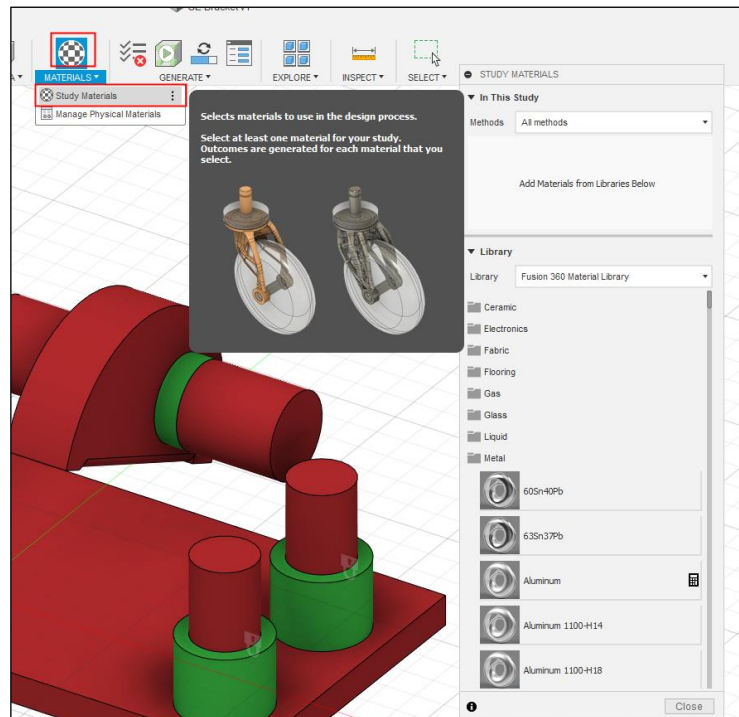 GE Bracket v1
MATERIALS ▾
GENERATE ▾
EXPLORE ▾
INSPECT ▾
SELECT ▾
Study Materials
Manage Physical Materials
Selects materials to use in the design process.
Select at least one material for your study.
Outcomes are generated for each material that you
select.
STUDY MATERIALS
In This Study
Methods All methods
Add Materials from Libraries Below
Library
Library Fusion 360 Material Library
Ceramic
Electronics
Fabric
Flooring
Gas
Glass
Liquid
Metal
60Sn40Pb
63Sn37Pb
Aluminum
Aluminum 1100-H14
Aluminum 1100-H18
Close